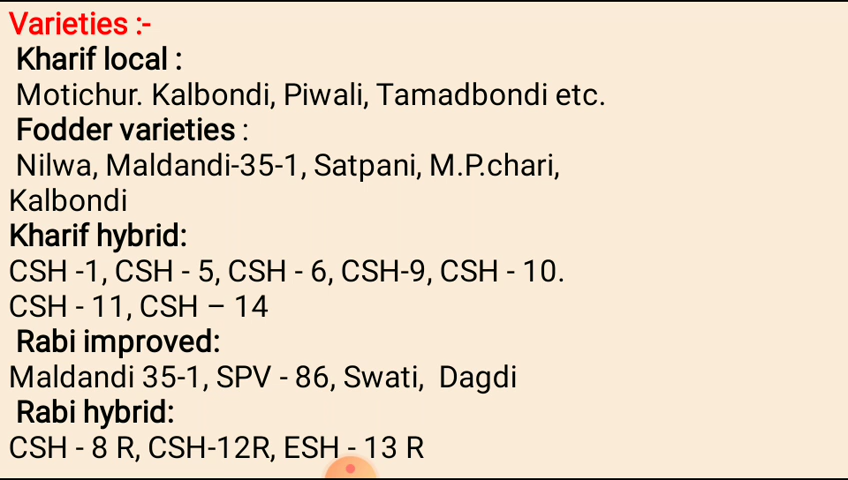 Varieties :-
Kharif local :
Motichur. Kalbondi, Piwali, Tamadbondi etc.
Fodder varieties :
Nilwa, Maldandi-35-1, Satpani, M.P.chari,
Kalbondi
Kharif hybrid:
CSH -1, CSH - 5, CSH - 6, CSH-9, CSH - 10.
CSH - 11, CSH – 14
Rabi improved:
Maldandi 35-1, SPV - 86, Swati,  Dagdi
Rabi hybrid:
CSH - 8 R, CSH-12R, ESH - 13 R